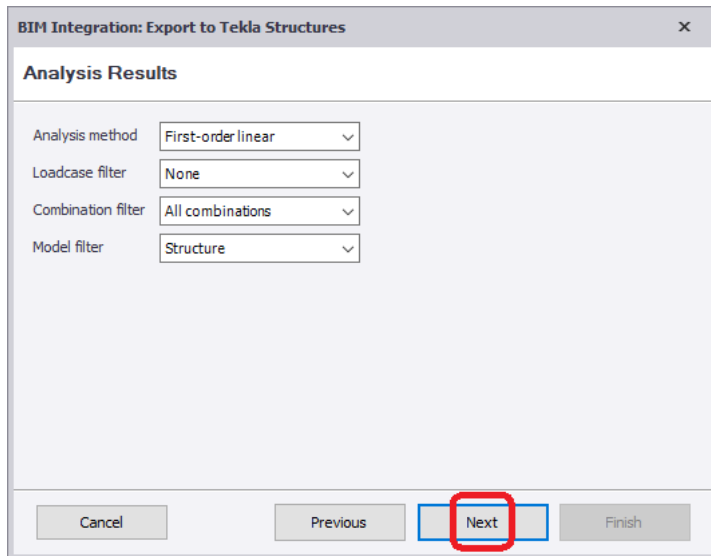 BIM Integration: Export to Tekla Structures
Analysis Results
Analysis method First-order linear
Loadcase filter None
Combination filter All combinations
Model filter Structure
Cancel Previous Next Finish